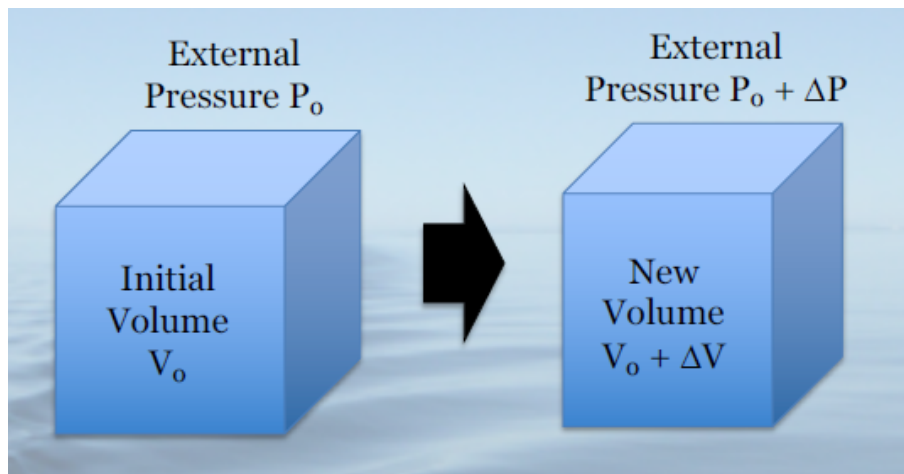 External
Pressure Pₒ
External
Pressure Pₒ + ΔP
Initial
Volume
Vₒ
New
Volume
Vₒ + ΔV